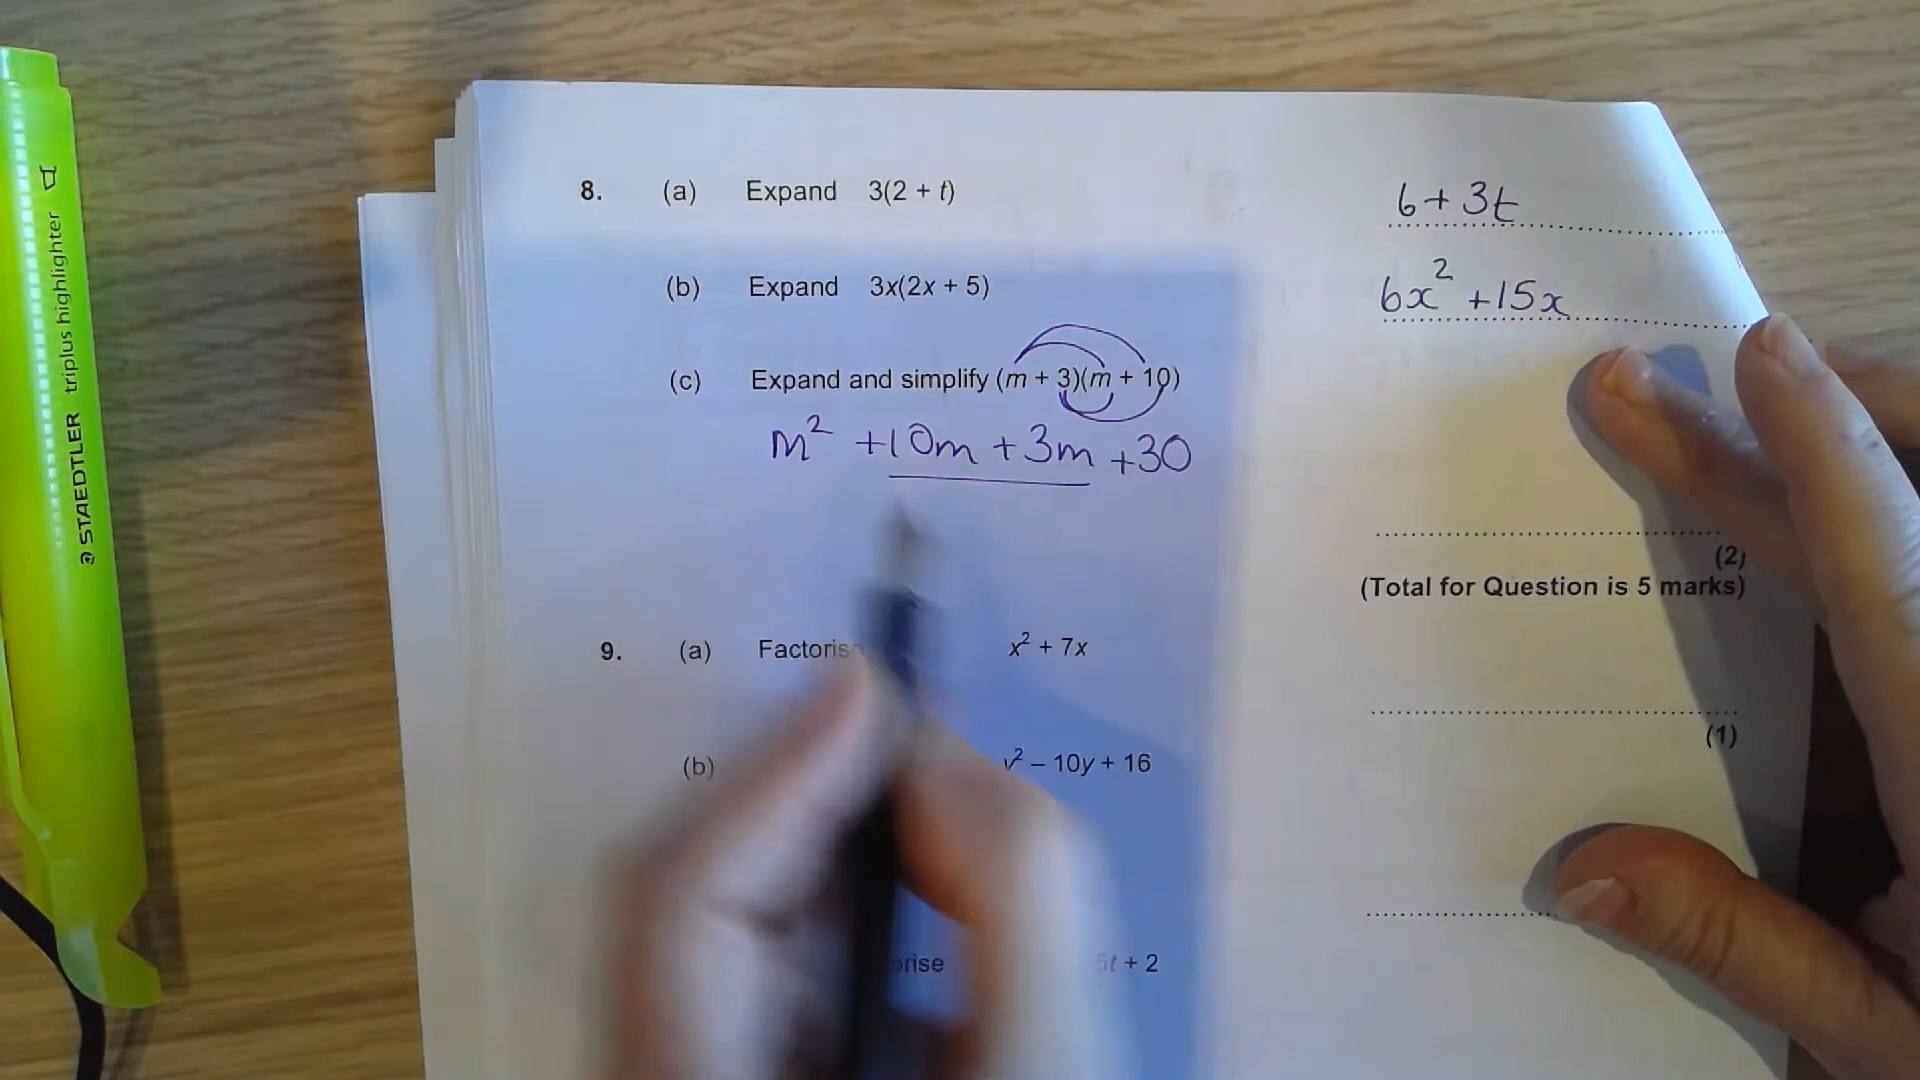 STAEDTLER triplus highlighter
8. (a) Expand 3(2 + t)
6 + 3t
(b) Expand 3x(2x + 5)
6x² + 15x
(c) Expand and simplify (m + 3)(m + 10)
m² + 10m + 3m + 30
(2)
(Total for Question is 5 marks)
9. (a) x² + 7x
(1)
(b) – 10y + 16
+ 2